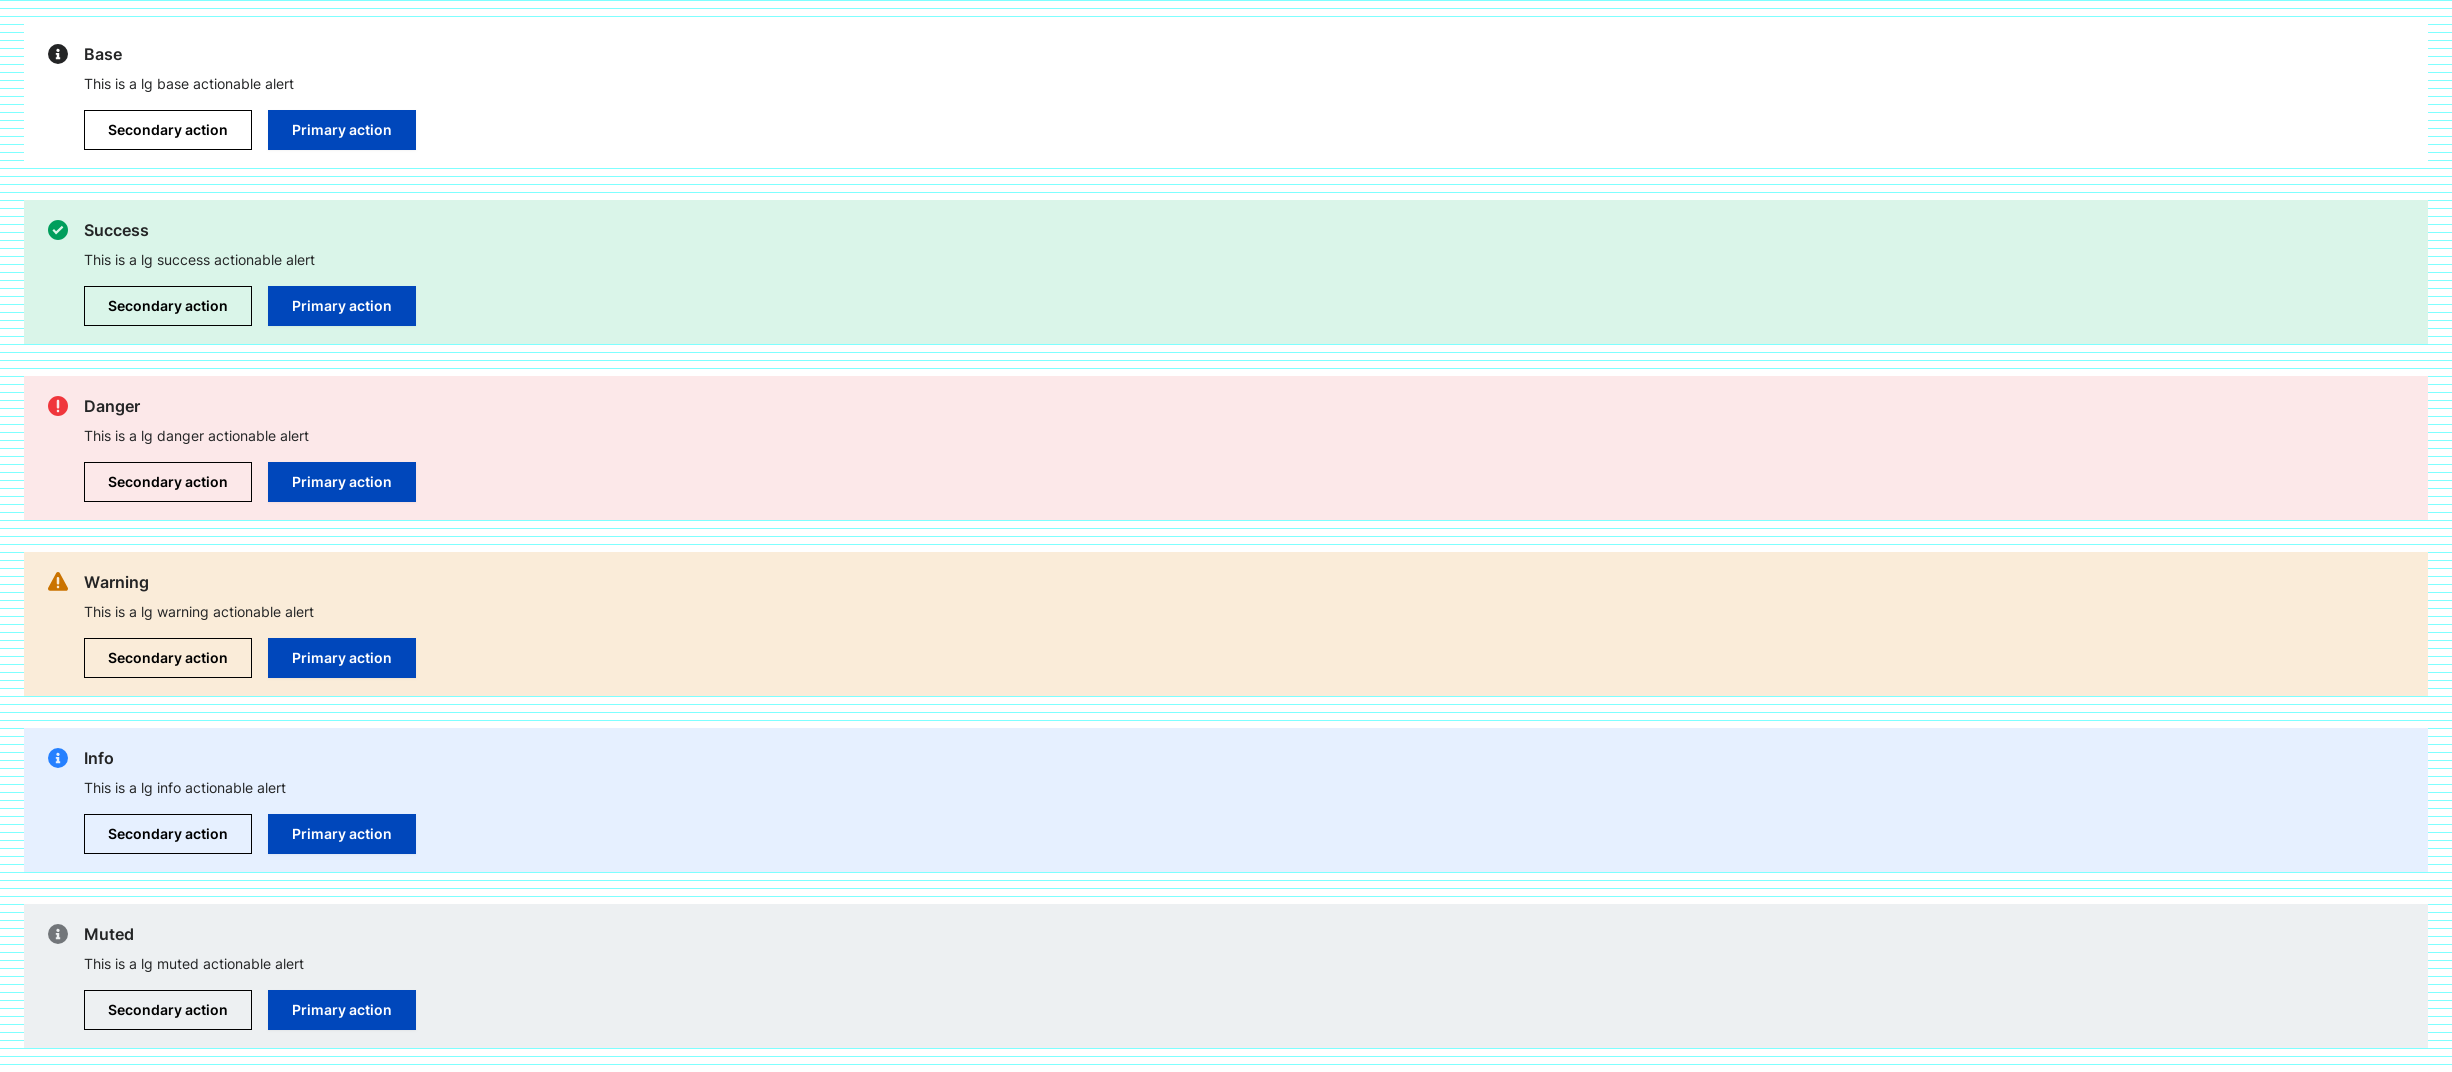 Base
This is a lg base actionable alert
Secondary action Primary action
Success
This is a lg success actionable alert
Secondary action Primary action
Danger
This is a lg danger actionable alert
Secondary action Primary action
Warning
This is a lg warning actionable alert
Secondary action Primary action
Info
This is a lg info actionable alert
Secondary action Primary action
Muted
This is a lg muted actionable alert
Secondary action Primary action